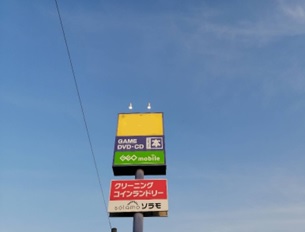 GAME
DVD・CD
本
mobile
クリーニング
コインランドリー
solamo ソラモ